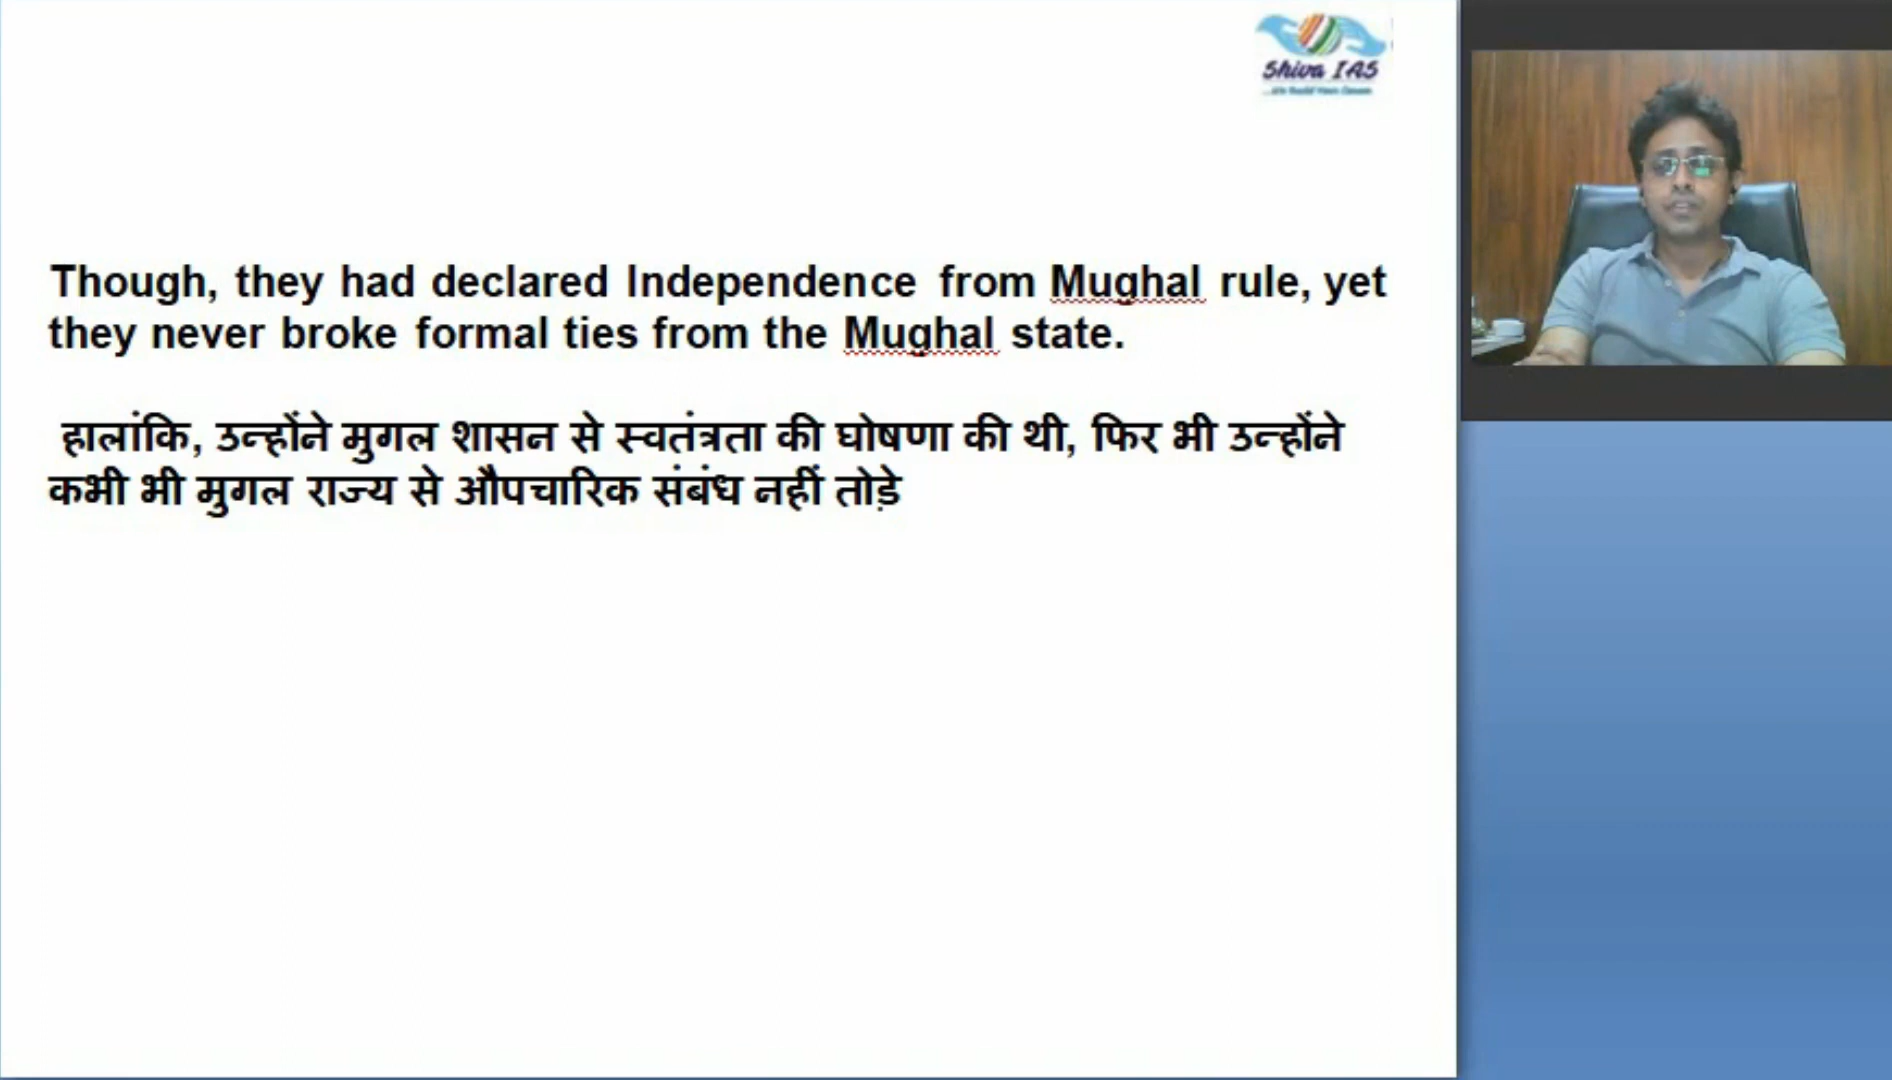 Shiva IAS
Though, they had declared Independence from Mughal rule, yet
they never broke formal ties from the Mughal state.
हालांकि, उन्होंने मुगल शासन से स्वतंत्रता की घोषणा की थी, फिर भी उन्होंने
कभी भी मुगल राज्य से औपचारिक संबंध नहीं तोड़े